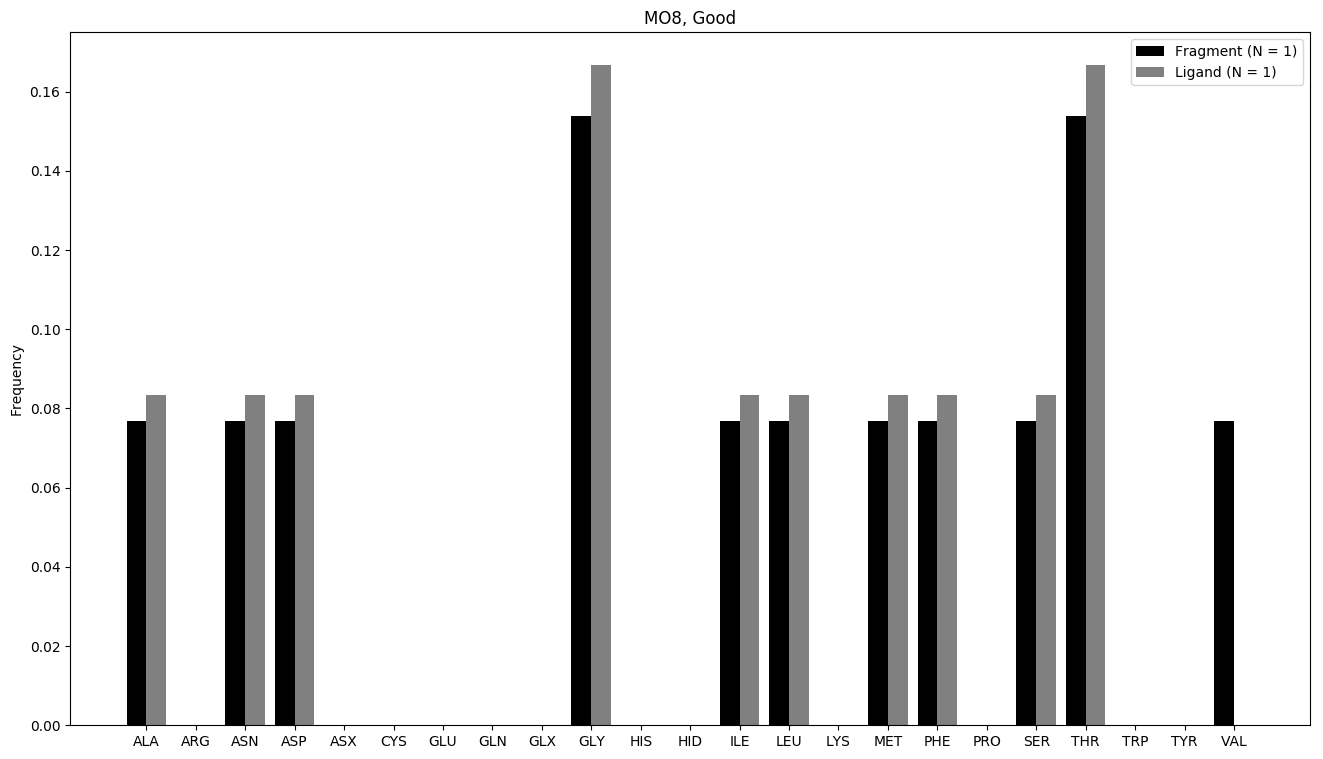 MO8, Good
Fragment (N = 1)
Ligand (N = 1)
Frequency
0.16
0.14
0.12
0.10
0.08
0.06
0.04
0.02
0.00
ALA ARG ASN ASP ASX CYS GLU GLN GLX GLY HIS HID ILE LEU LYS MET PHE PRO SER THR TRP TYR VAL